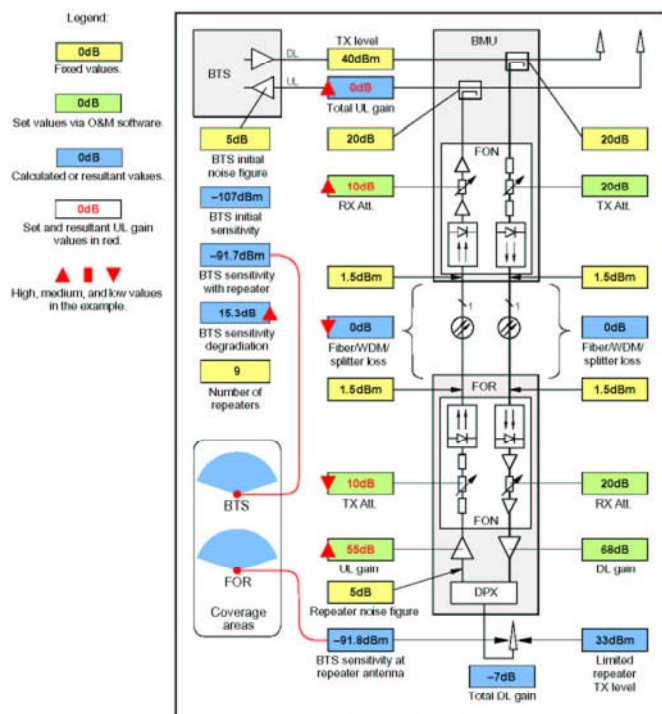 Legend:
0dB
Fixed values.
0dB
Set values via O&M software.
0dB
Calculated or resultant values.
0dB
Set and resultant UL gain
values in red.
High, medium, and low values
in the example.
BTS
DL
UL
TX level
40dBm
0dB
Total UL gain
BMU
5dB
BTS initial
noise figure
20dB
20dB
FON
–107dBm
BTS initial
sensitivity
10dB
RX Att.
20dB
TX Att.
–91.7dBm
BTS sensitivity
with repeater
1.5dBm
1.5dBm
15.3dB
BTS sensitivity
degradation
1
1
0dB
Fiber/WDM/
splitter loss
0dB
Fiber/WDM/
splitter loss
9
Number of
repeaters
1.5dBm
FOR
1.5dBm
BTS
FOR
Coverage
areas
10dB
TX Att.
20dB
RX Att.
FON
55dB
UL gain
68dB
DL gain
5dB
Repeater noise figure
DPX
–91.8dBm
BTS sensitivity at
repeater antenna
–7dB
Total DL gain
33dBm
Limited
repeater
TX level